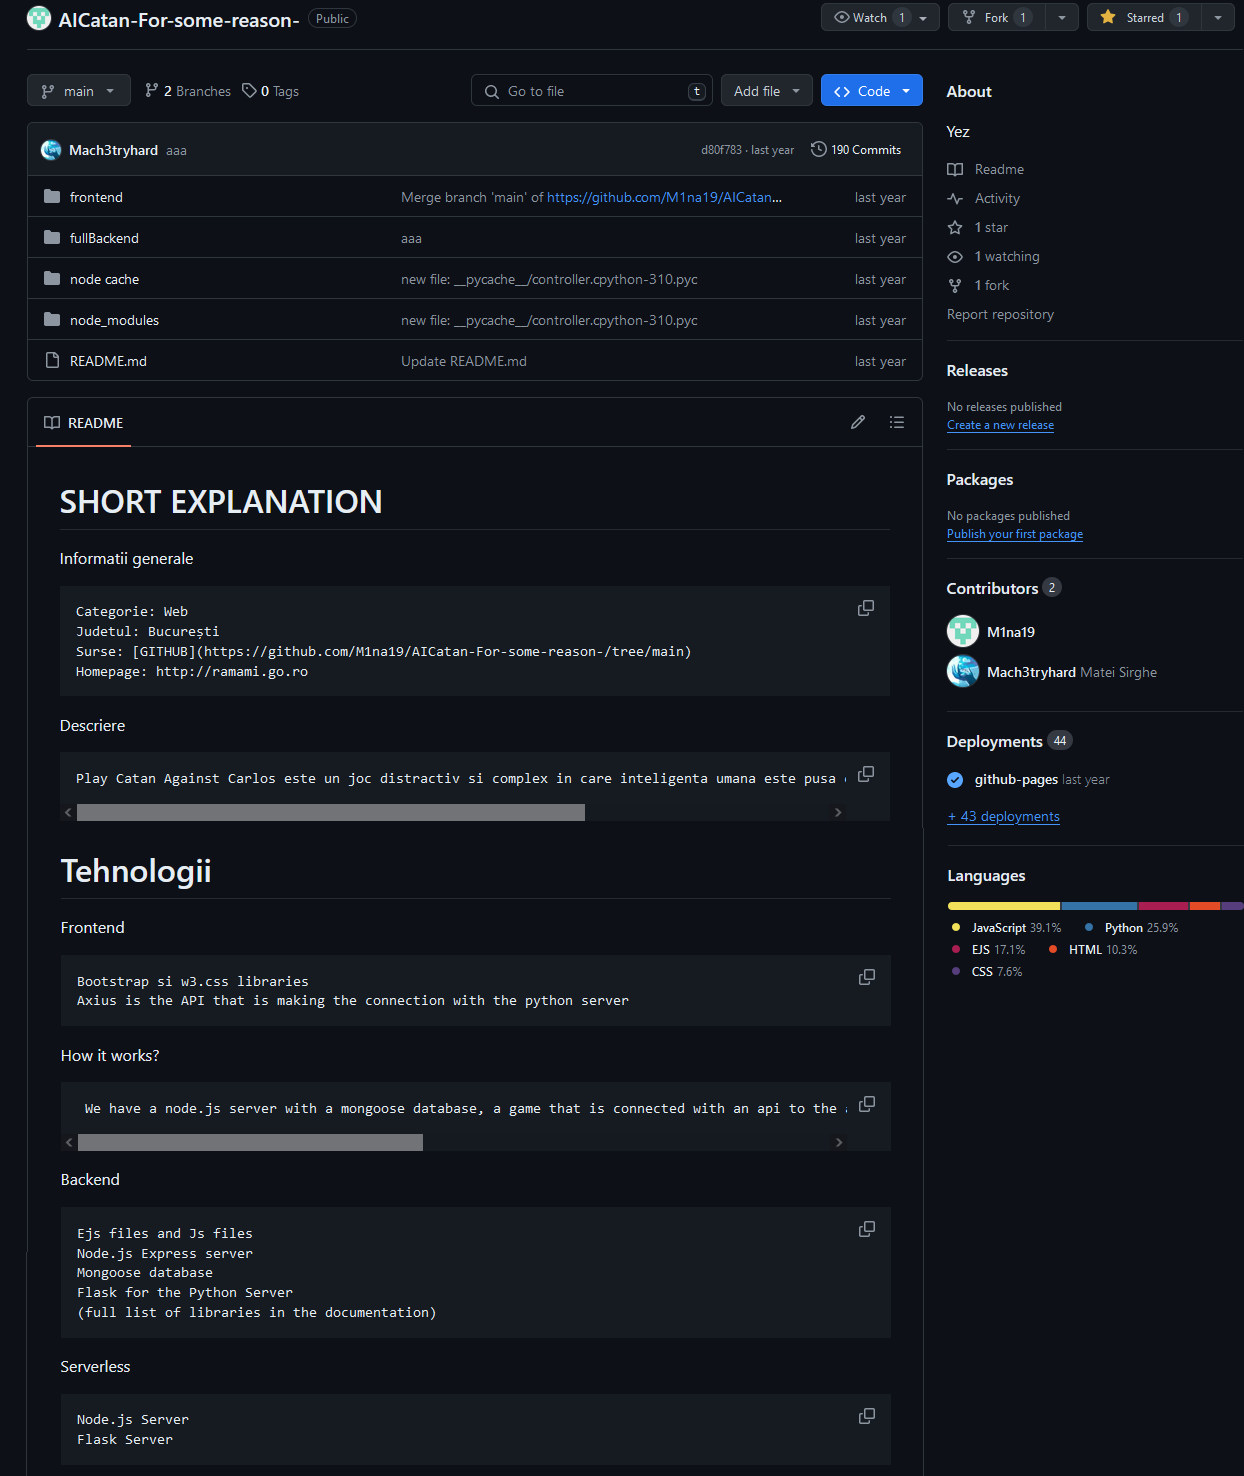 AICatan-For-some-reason- Public
Watch 1
Fork 1
Starred 1
main
2 Branches
0 Tags
Go to file t
Add file
Code
Mach3tryhard aaa
d80f783 · last year
190 Commits
frontend Merge branch 'main' of https://github.com/M1na19/AICatan... last year
fullBackend aaa last year
node cache new file: __pycache__/controller.cpython-310.pyc last year
node_modules new file: __pycache__/controller.cpython-310.pyc last year
README.md Update README.md last year
README
SHORT EXPLANATION
Informatii generale
Categorie: Web
Judetul: București
Surse: [GITHUB](https://github.com/M1na19/AICatan-For-some-reason-/tree/main)
Homepage: http://ramami.go.ro
Descriere
Play Catan Against Carlos este un joc distractiv si complex in care inteligenta umana este pusa
Tehnologii
Frontend
Bootstrap si w3.css libraries
Axius is the API that is making the connection with the python server
How it works?
We have a node.js server with a mongoose database, a game that is connected with an api to the
Backend
Ejs files and Js files
Node.js Express server
Mongoose database
Flask for the Python Server
(full list of libraries in the documentation)
Serverless
Node.js Server
Flask Server
About
Yez
Readme
Activity
1 star
1 watching
1 fork
Report repository
Releases
No releases published
Create a new release
Packages
No packages published
Publish your first package
Contributors 2
M1na19
Mach3tryhard Matei Sirghe
Deployments 44
github-pages last year
+ 43 deployments
Languages
JavaScript 39.1% Python 25.9%
EJS 17.1% HTML 10.3%
CSS 7.6%